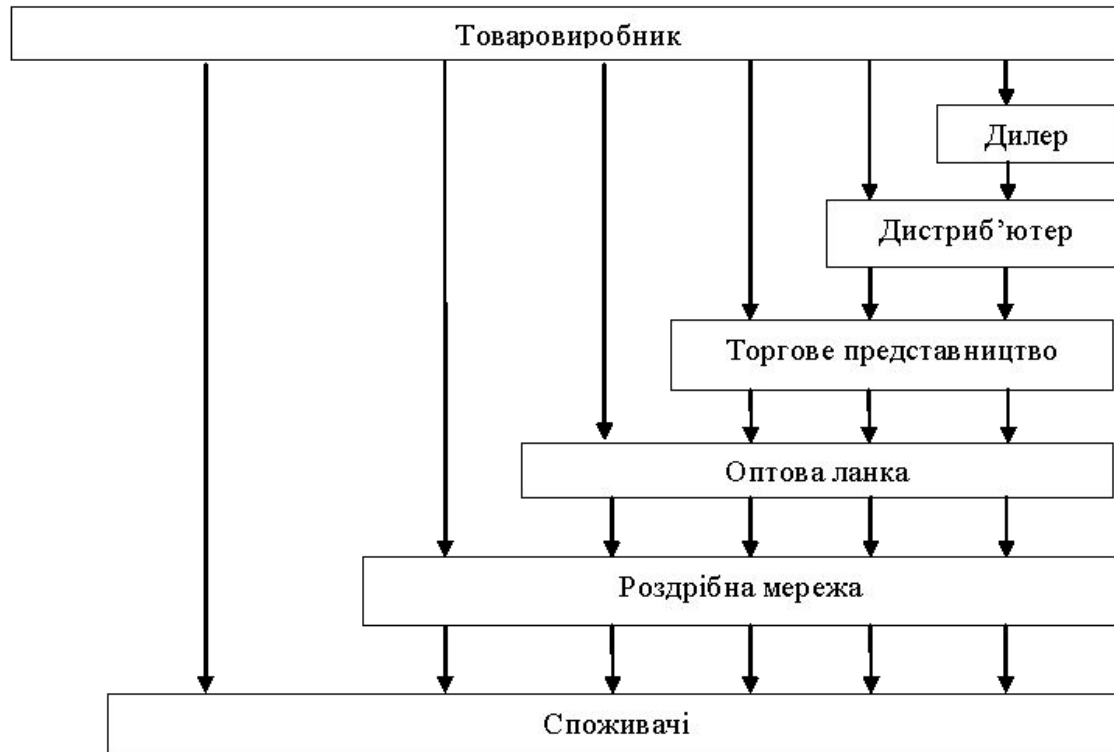 Товаровиробник
Дилер
Дистриб’ютер
Торгове представництво
Оптова ланка
Роздрібна мережа
Споживачі